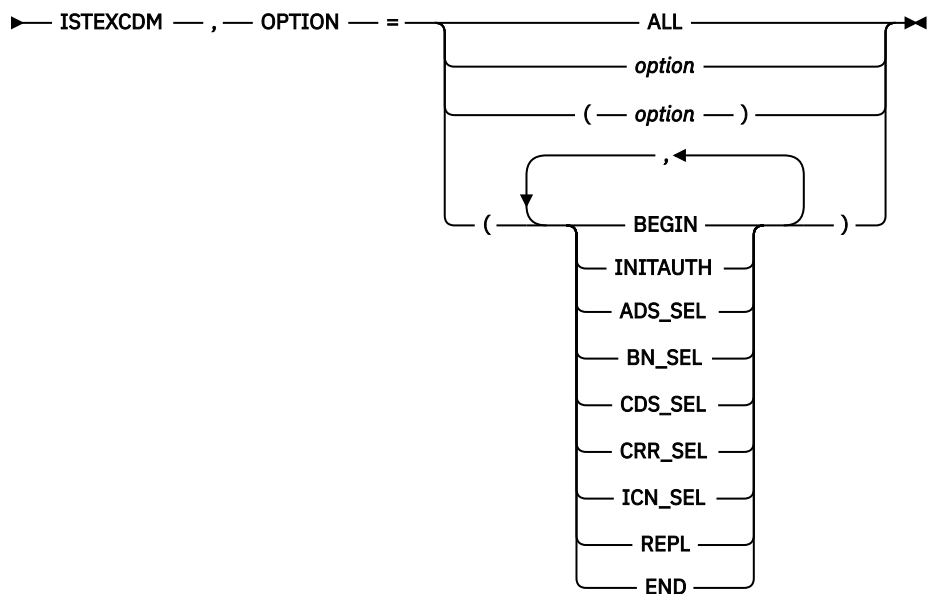 ISTEXCDM , OPTION = ALL
option
( option )
,
( BEGIN )
INITAUTH
ADS_SEL
BN_SEL
CDS_SEL
CRR_SEL
ICN_SEL
REPL
END